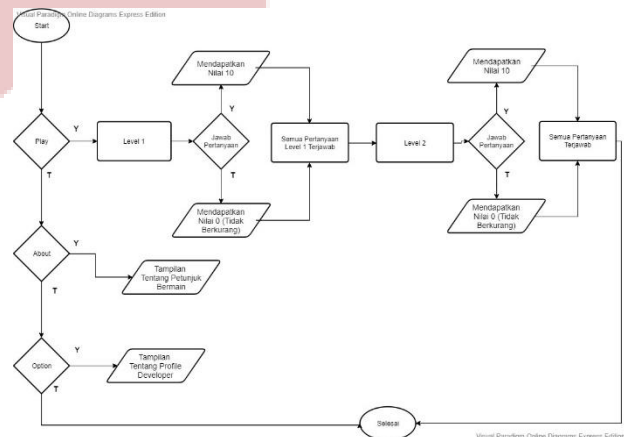 Visual Paradigm Online Diagrams Express Edition
Start
Mendapatkan
Nilai 10
Mendapatkan
Nilai 10
Play
Y
Level 1
Y
Jawab
Pertanyaan
Semua Pertanyaan
Level 1 Terjawab
Level 2
Y
Jawab
Pertanyaan
Semua Pertanyaan
Terjawab
T
T
T
Mendapatkan
Nilai 0 (Tidak
Berkurang)
Mendapatkan
Nilai 0 (Tidak
Berkurang)
About
Y
Tampilan
Tentang Petunjuk
Bermain
T
Option
Y
Tampilan
Tentang Profile
Developer
T
Selesai
Visual Paradigm Online Diagrams Express Edition